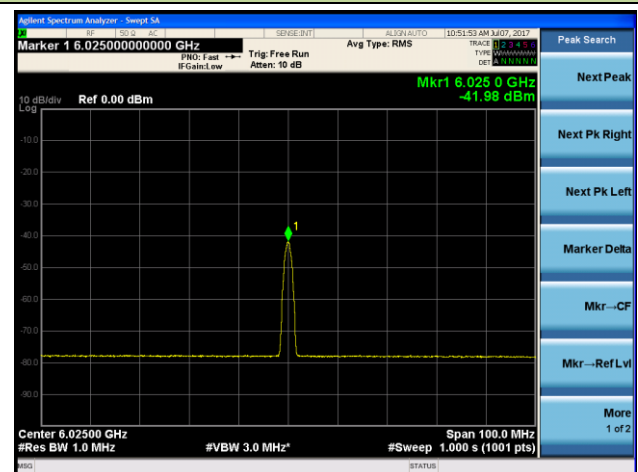 Agilent Spectrum Analyzer - Swept SA
RF 50 Ω AC SENSE:INT ALIGN AUTO 10:51:53 AM Jul 07, 2017
Marker 1 6.025000000000 GHz
PNO: Fast
IFGain:Low
Trig: Free Run
Atten: 10 dB
Avg Type: RMS
TRACE 1 2 3 4 5 6
TYPE
DET A N N N N N
Peak Search
Mkr1 6.025 0 GHz
-41.98 dBm
10 dB/div Ref 0.00 dBm
Log
Next Peak
-10.0
Next Pk Right
-20.0
-30.0
Next Pk Left
-40.0
1
Marker Delta
-50.0
-60.0
Mkr→CF
-70.0
-80.0
Mkr→Ref Lvl
-90.0
More
1 of 2
Center 6.02500 GHz Span 100.0 MHz
#Res BW 1.0 MHz #VBW 3.0 MHz* #Sweep 1.000 s (1001 pts)
MSG STATUS